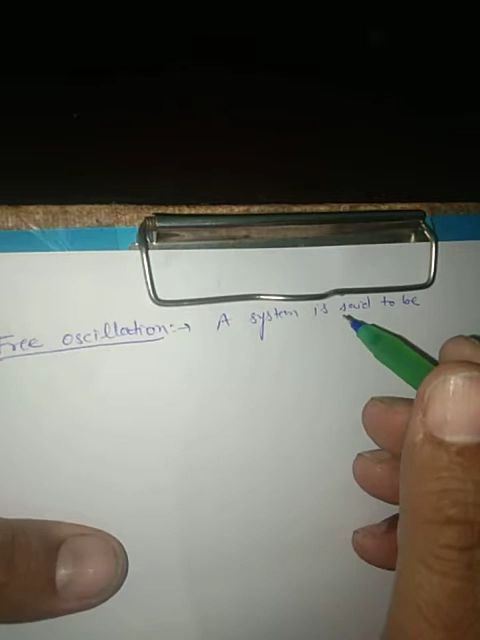 Free oscillation:→ A system is said to be